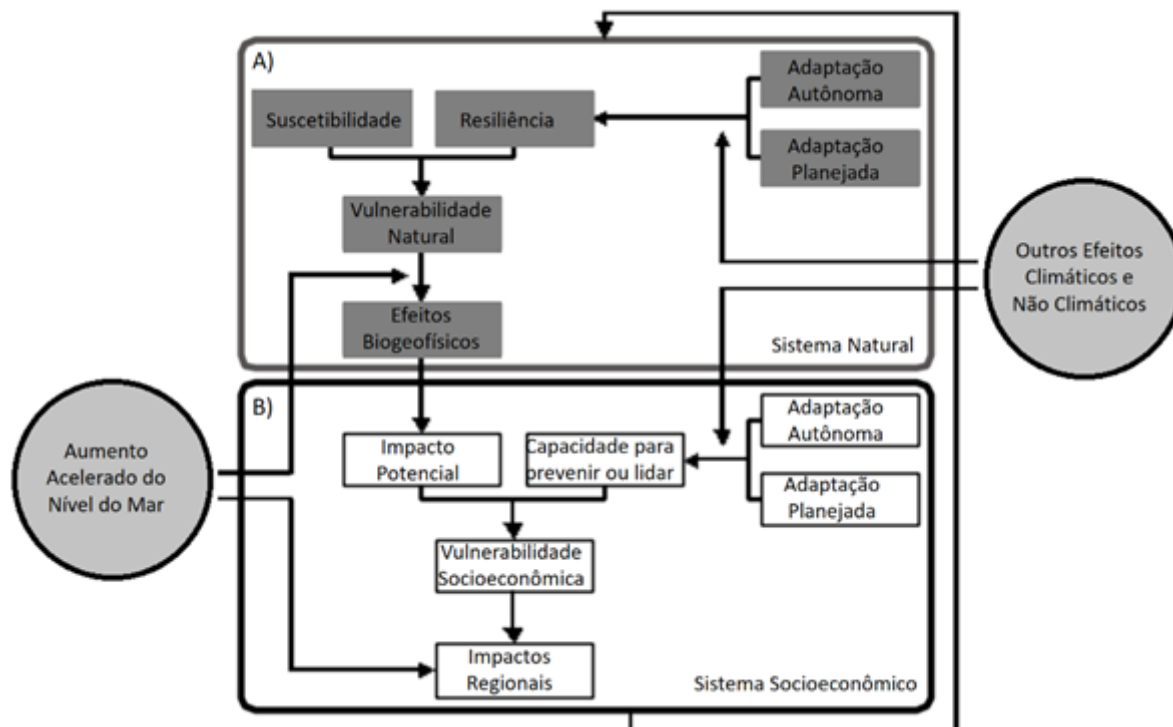 A)
Suscetibilidade
Resiliência
Adaptação
Autônoma
Adaptação
Planejada
Vulnerabilidade
Natural
Efeitos
Biogeofísicos
Sistema Natural
Outros Efeitos
Climáticos e
Não Climáticos
Aumento
Acelerado do
Nível do Mar
B)
Impacto
Potencial
Capacidade para
prevenir ou lidar
Adaptação
Autônoma
Adaptação
Planejada
Vulnerabilidade
Socioeconômica
Impactos
Regionais
Sistema Socioeconômico